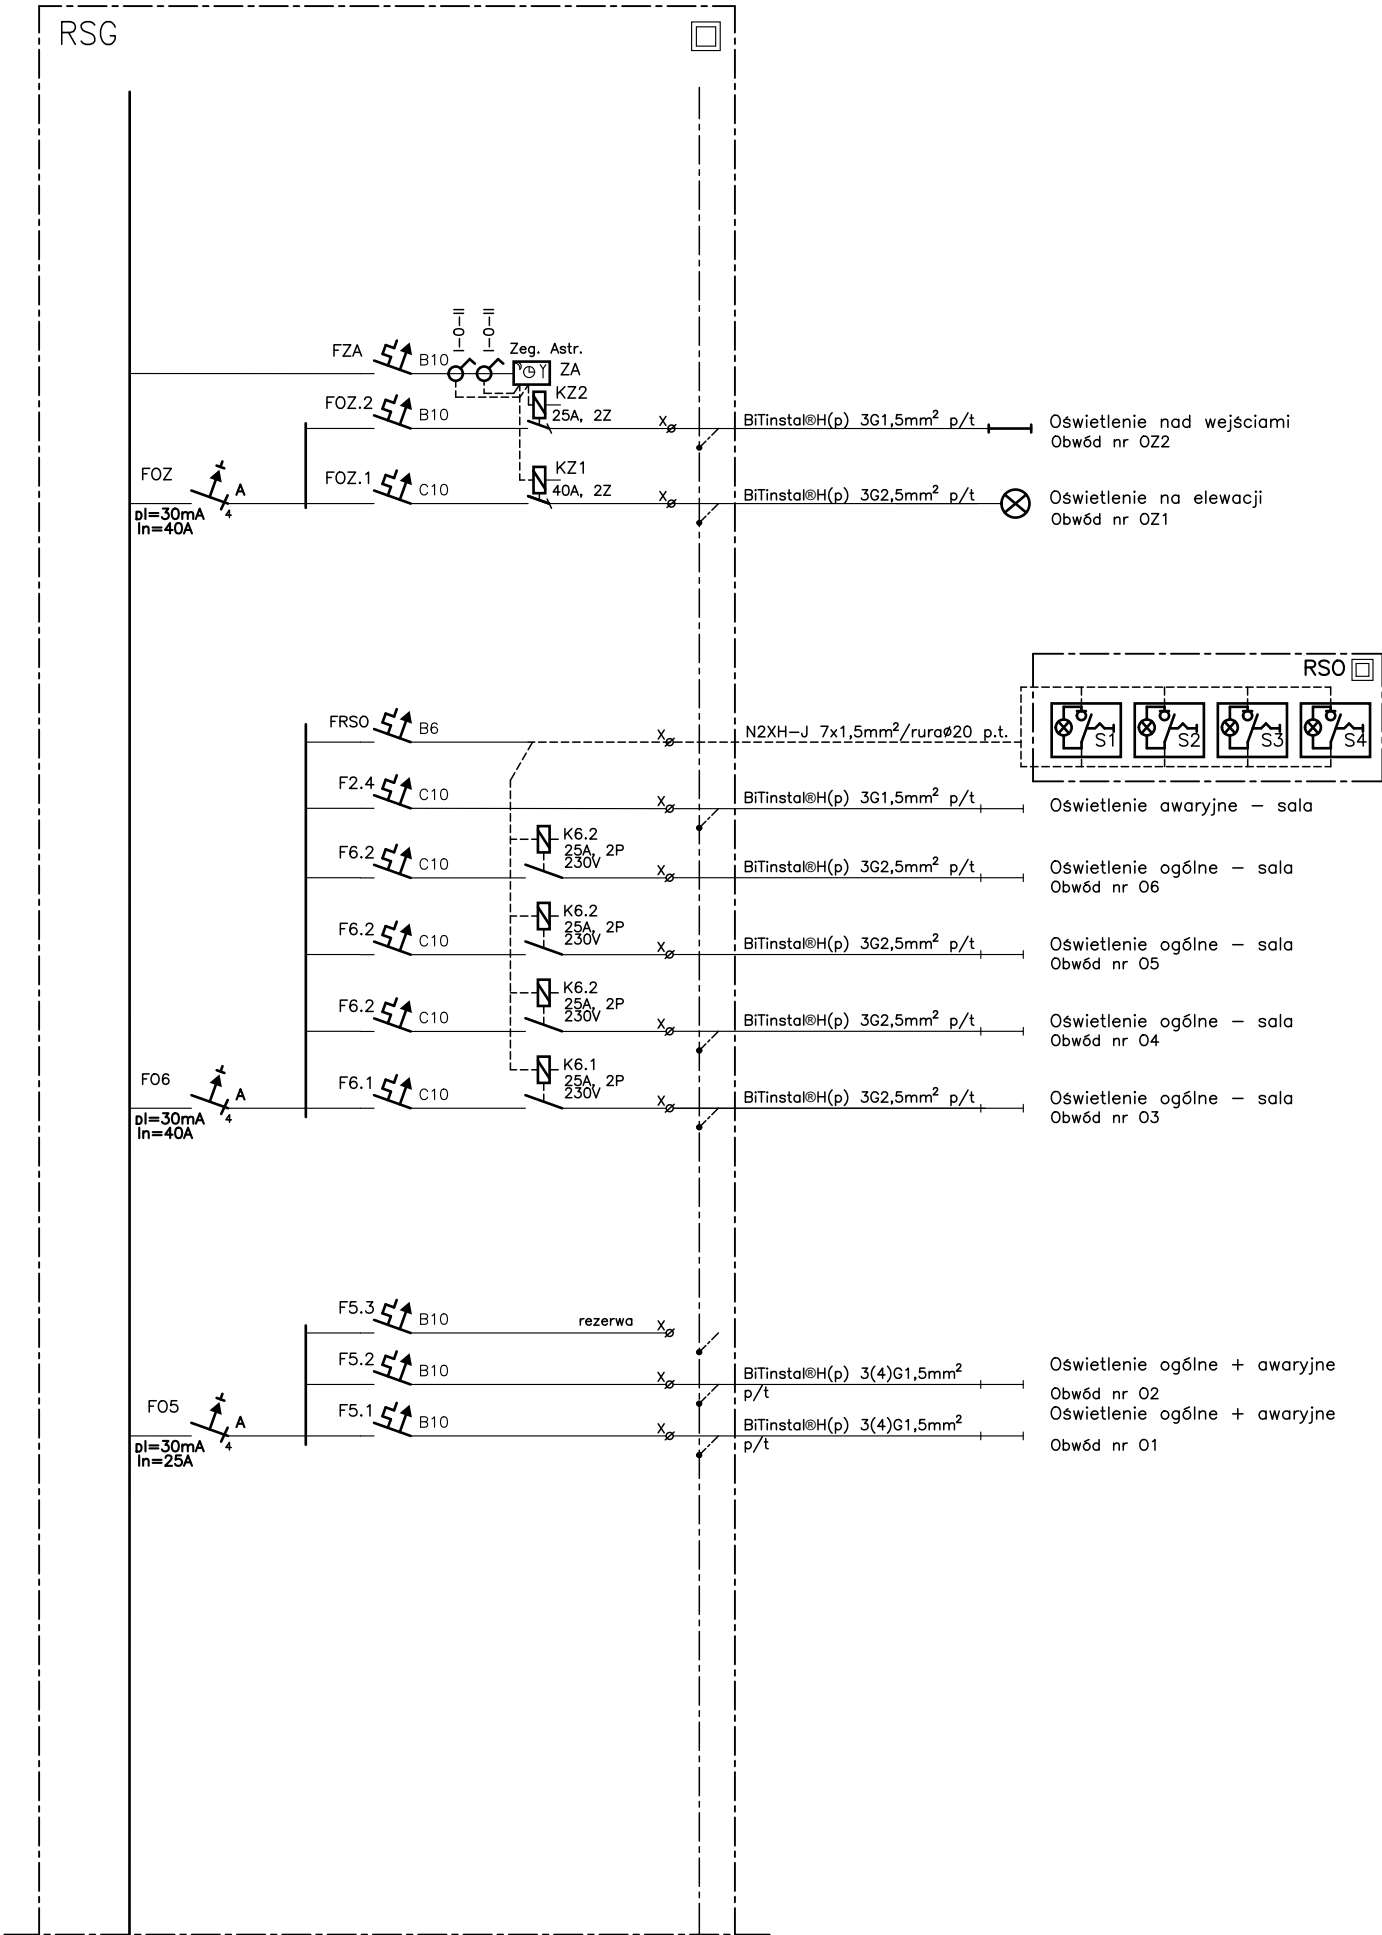 RSG
I-0-II
I-0-II
FZA
B10
Zeg. Astr.
ZA
FOZ.2
B10
KZ2
25A, 2Z
X
BiTinstal®H(p) 3G1,5mm² p/t
Oświetlenie nad wejściami
Obwód nr OZ2
FOZ
A
4
DI=30mA
In=40A
FOZ.1
C10
KZ1
40A, 2Z
X
BiTinstal®H(p) 3G2,5mm² p/t
Oświetlenie na elewacji
Obwód nr OZ1
RSO
S1
S2
S3
S4
FRSO
B6
X
N2XH-J 7x1,5mm²/rura⌀20 p.t.
F2.4
C10
X
BiTinstal®H(p) 3G1,5mm² p/t
Oświetlenie awaryjne - sala
F6.2
C10
K6.2
25A, 2P
230V
X
BiTinstal®H(p) 3G2,5mm² p/t
Oświetlenie ogólne - sala
Obwód nr O6
F6.2
C10
K6.2
25A, 2P
230V
X
BiTinstal®H(p) 3G2,5mm² p/t
Oświetlenie ogólne - sala
Obwód nr O5
F6.2
C10
K6.2
25A, 2P
230V
X
BiTinstal®H(p) 3G2,5mm² p/t
Oświetlenie ogólne - sala
Obwód nr O4
FO6
A
4
DI=30mA
In=40A
F6.1
C10
K6.1
25A, 2P
230V
X
BiTinstal®H(p) 3G2,5mm² p/t
Oświetlenie ogólne - sala
Obwód nr O3
F5.3
B10
rezerwa
X
F5.2
B10
X
BiTinstal®H(p) 3(4)G1,5mm²
p/t
Oświetlenie ogólne + awaryjne
Obwód nr O2
FO5
A
4
DI=30mA
In=25A
F5.1
B10
X
BiTinstal®H(p) 3(4)G1,5mm²
p/t
Oświetlenie ogólne + awaryjne
Obwód nr O1